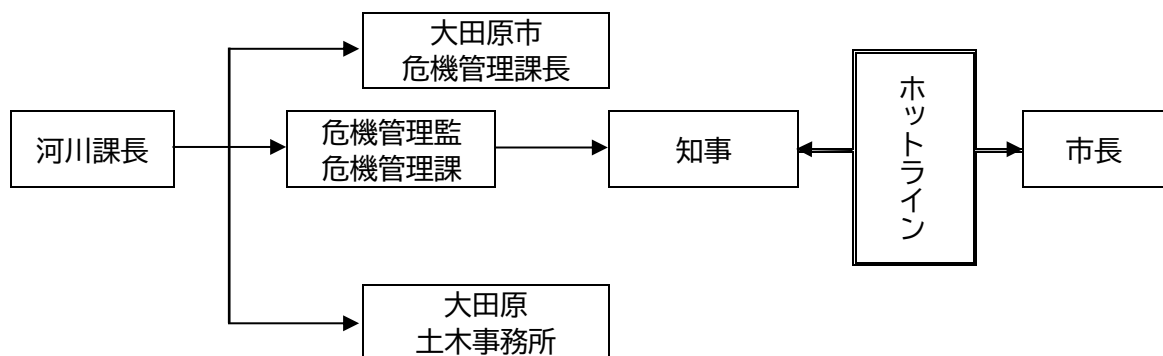 大田原市
危機管理課長
河川課長
危機管理監
危機管理課
知事
ホットライン
市長
大田原
土木事務所